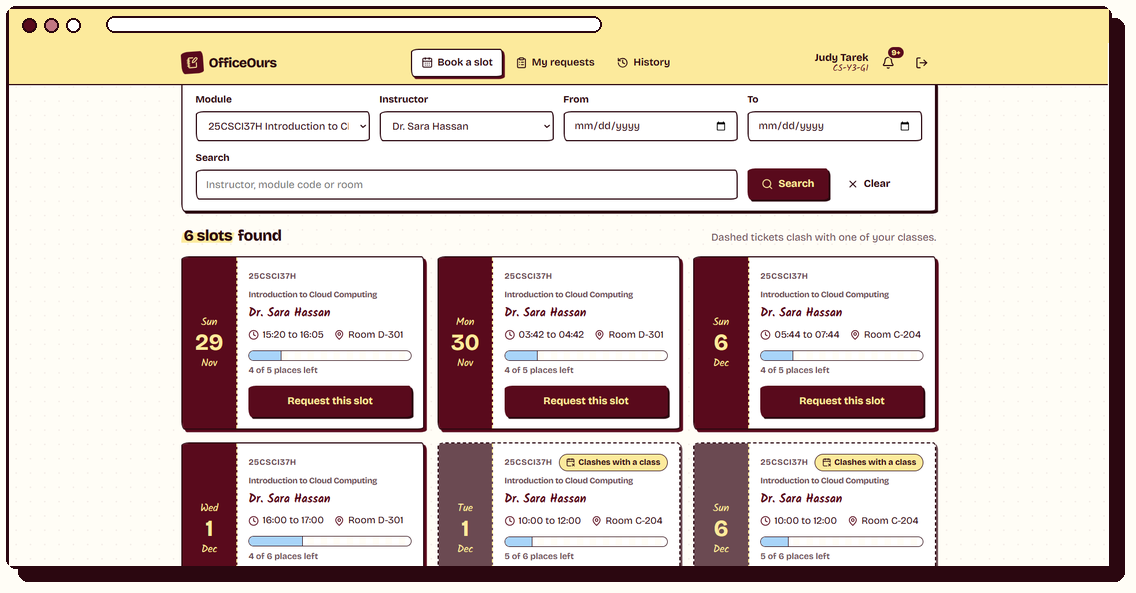 OfficeOurs
Book a slot
My requests
History
Judy Tarek
CS-Y3-G1
9+
Module
Instructor
From
To
25CSCI37H Introduction to Cl
Dr. Sara Hassan
mm/dd/yyyy
mm/dd/yyyy
Search
Instructor, module code or room
Search
Clear
6 slots found
Dashed tickets clash with one of your classes.
Sun
29
Nov
25CSCI37H
Introduction to Cloud Computing
Dr. Sara Hassan
15:20 to 16:05 Room D-301
4 of 5 places left
Request this slot
Mon
30
Nov
25CSCI37H
Introduction to Cloud Computing
Dr. Sara Hassan
03:42 to 04:42 Room D-301
4 of 5 places left
Request this slot
Sun
6
Dec
25CSCI37H
Introduction to Cloud Computing
Dr. Sara Hassan
05:44 to 07:44 Room C-204
4 of 5 places left
Request this slot
Wed
1
Dec
25CSCI37H
Introduction to Cloud Computing
Dr. Sara Hassan
16:00 to 17:00 Room D-301
4 of 6 places left
Tue
1
Dec
25CSCI37H Clashes with a class
Introduction to Cloud Computing
Dr. Sara Hassan
10:00 to 12:00 Room C-204
5 of 6 places left
Sun
6
Dec
25CSCI37H Clashes with a class
Introduction to Cloud Computing
Dr. Sara Hassan
10:00 to 12:00 Room C-204
5 of 6 places left